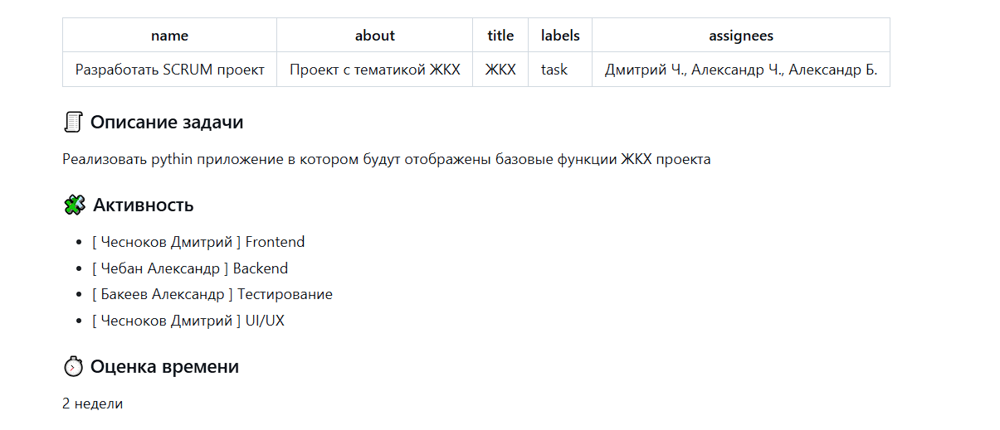 name about title labels assignees
Разработать SCRUM проект Проект с тематикой ЖКХ ЖКХ task Дмитрий Ч., Александр Ч., Александр Б.
Описание задачи
Реализовать pythin приложение в котором будут отображены базовые функции ЖКХ проекта
Активность
• [ Чесноков Дмитрий ] Frontend
• [ Чебан Александр ] Backend
• [ Бакеев Александр ] Тестирование
• [ Чесноков Дмитрий ] UI/UX
Оценка времени
2 недели